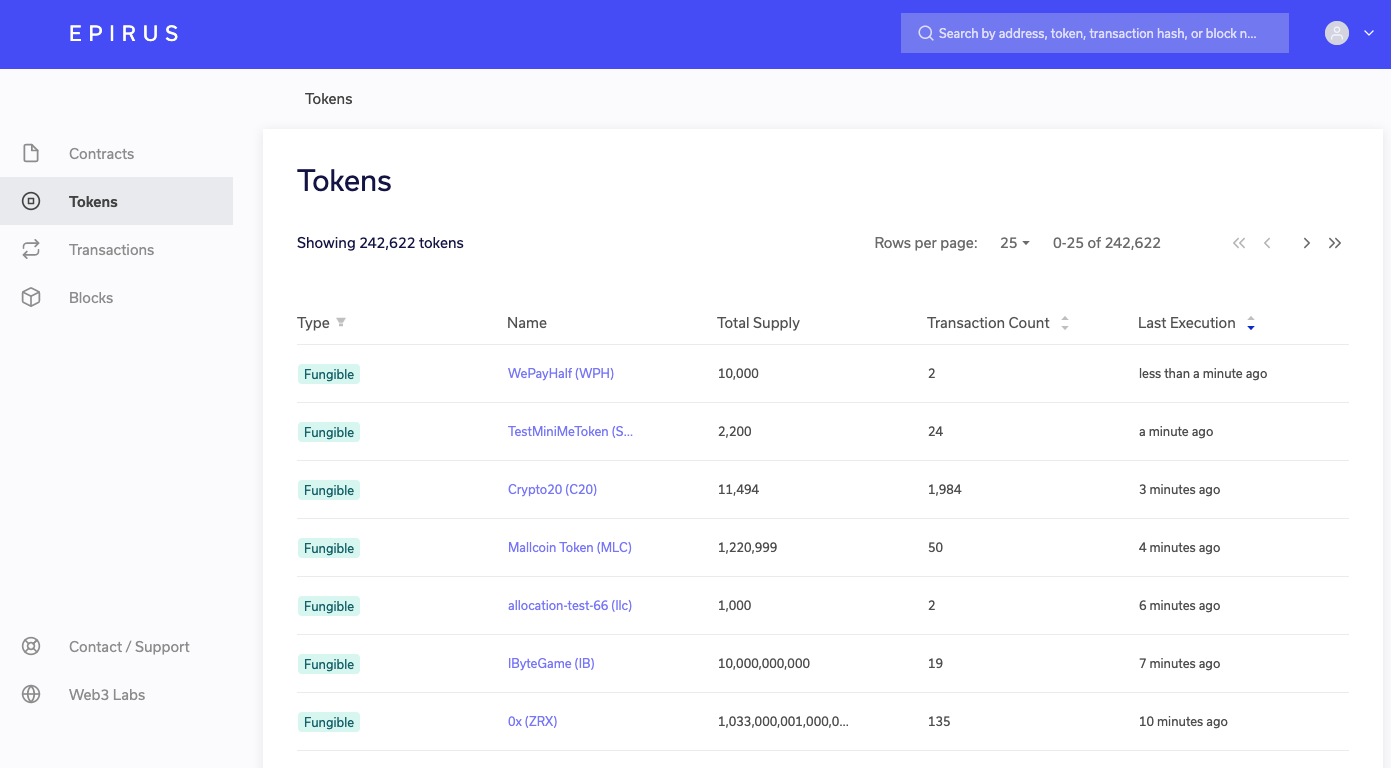 EPIRUS
Search by address, token, transaction hash, or block n...
Tokens
Contracts
Tokens
Transactions
Blocks
Contact / Support
Web3 Labs
Tokens
Showing 242,622 tokens
Rows per page: 25 0-25 of 242,622
Type Name Total Supply Transaction Count Last Execution
Fungible WePayHalf (WPH) 10,000 2 less than a minute ago
Fungible TestMiniMeToken (S... 2,200 24 a minute ago
Fungible Crypto20 (C20) 11,494 1,984 3 minutes ago
Fungible Mallcoin Token (MLC) 1,220,999 50 4 minutes ago
Fungible allocation-test-66 (llc) 1,000 2 6 minutes ago
Fungible IByteGame (IB) 10,000,000,000 19 7 minutes ago
Fungible 0x (ZRX) 1,033,000,001,000,0... 135 10 minutes ago